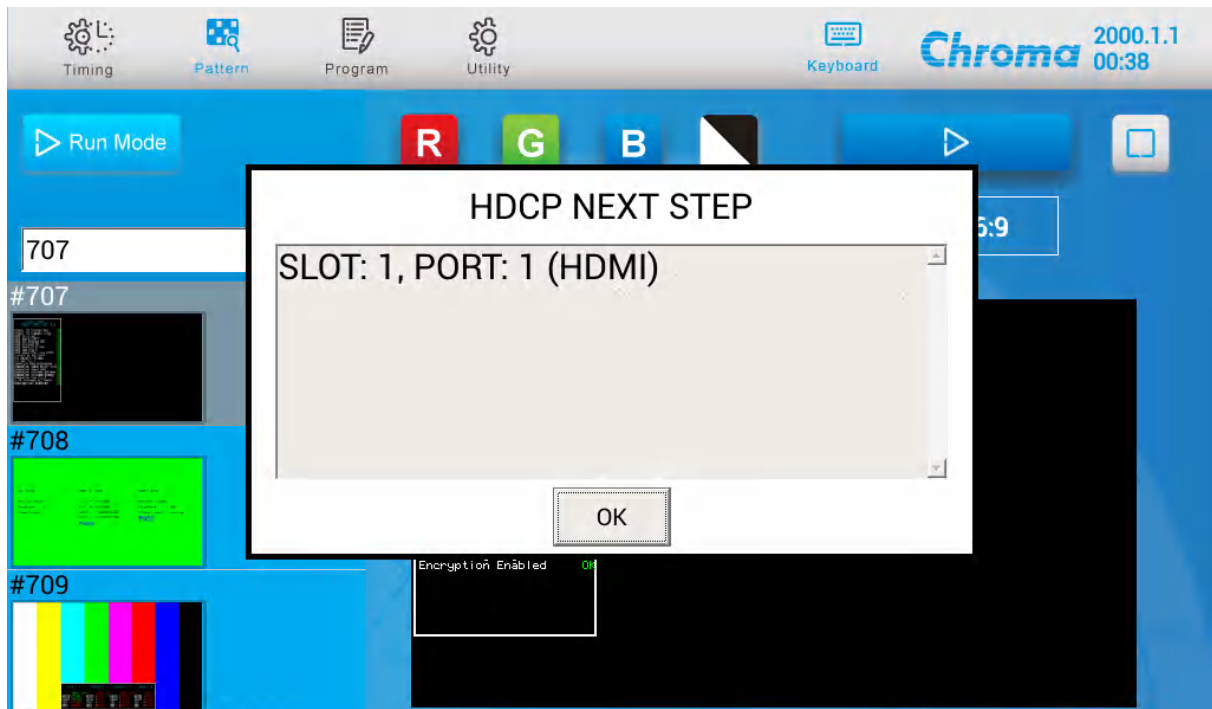 Timing
Pattern
Program
Utility
Keyboard
Chroma
2000.1.1
00:38
Run Mode
R
G
B
HDCP NEXT STEP
SLOT: 1, PORT: 1 (HDMI)
OK
:9
707
#707
#708
#709
Encryption Enabled OK